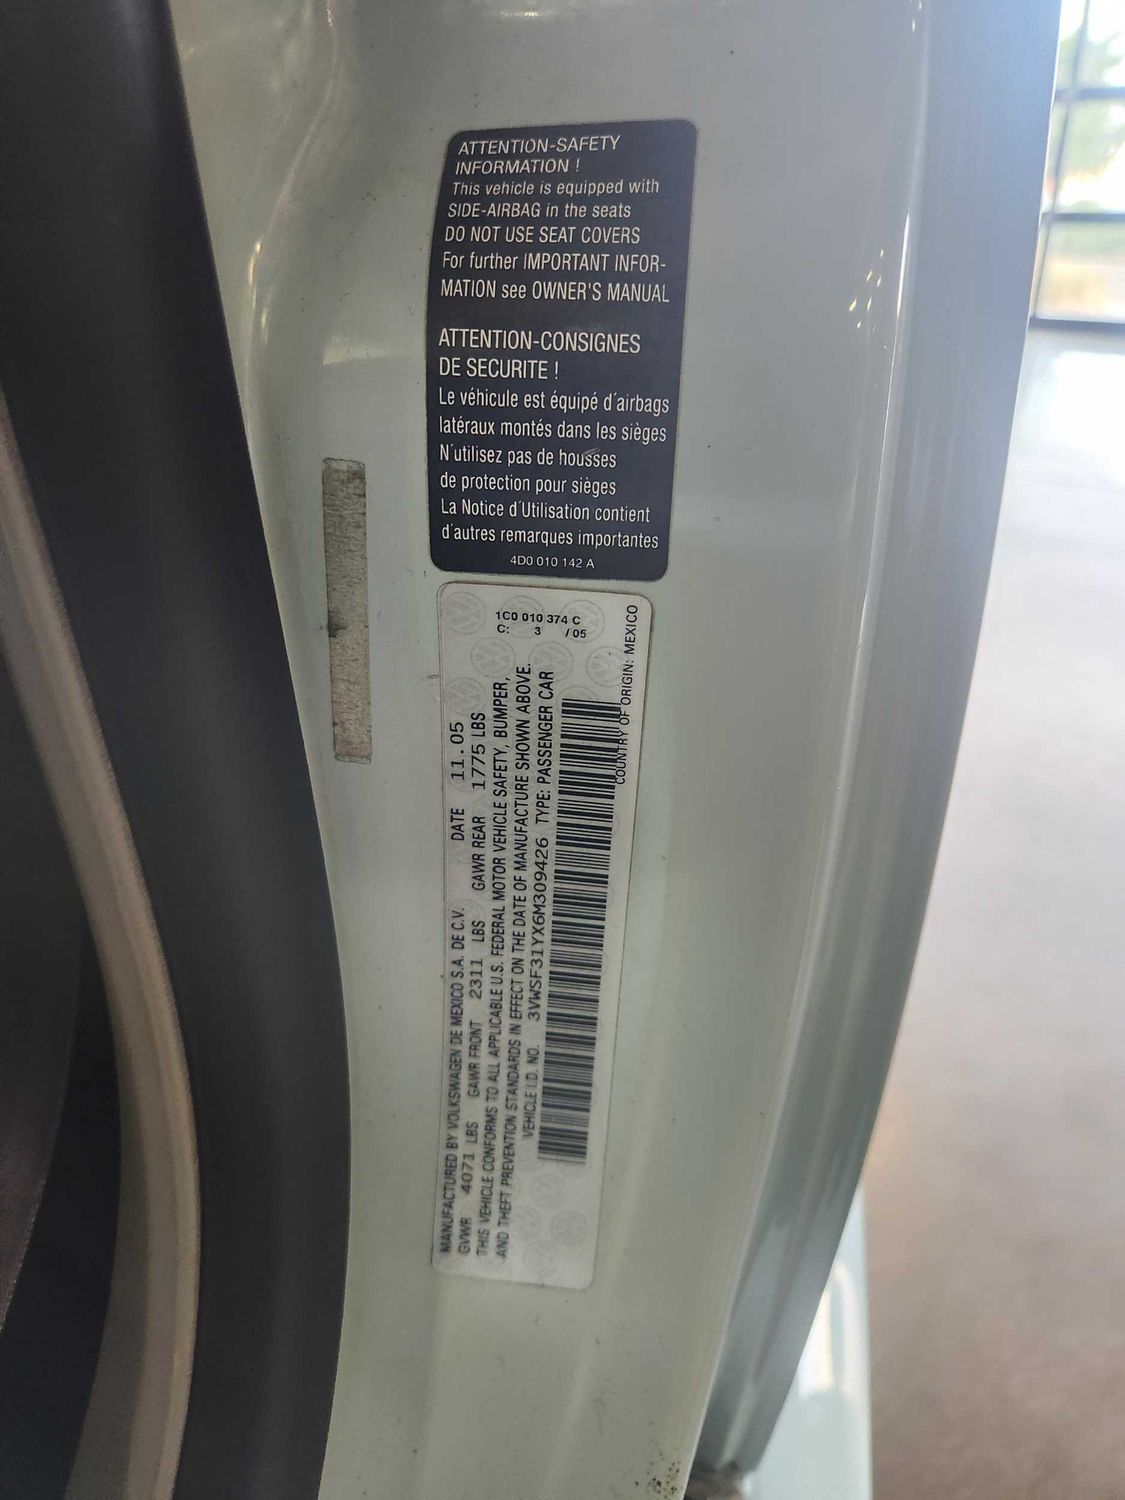 ATTENTION-SAFETY
INFORMATION !
This vehicle is equipped with
SIDE-AIRBAG in the seats
DO NOT USE SEAT COVERS
For further IMPORTANT INFOR-
MATION see OWNER'S MANUAL
ATTENTION-CONSIGNES
DE SECURITE !
Le véhicule est équipé d´airbags
latéraux montés dans les sièges
N´utilisez pas de housses
de protection pour sièges
La Notice d´Utilisation contient
d´autres remarques importantes
4D0 010 142 A
1C0 010 374 C
C: 3 /05
MANUFACTURED BY VOLKSWAGEN DE MEXICO S.A. DE C.V. DATE 11.05
GVWR 4071 LBS GAWR FRONT 2311 LBS GAWR REAR 1775 LBS
THIS VEHICLE CONFORMS TO ALL APPLICABLE U.S. FEDERAL MOTOR VEHICLE SAFETY, BUMPER,
AND THEFT PREVENTION STANDARDS IN EFFECT ON THE DATE OF MANUFACTURE SHOWN ABOVE.
VEHICLE I.D. NO. 3VWSF31YX6M309426 TYPE: PASSENGER CAR
COUNTRY OF ORIGIN: MEXICO